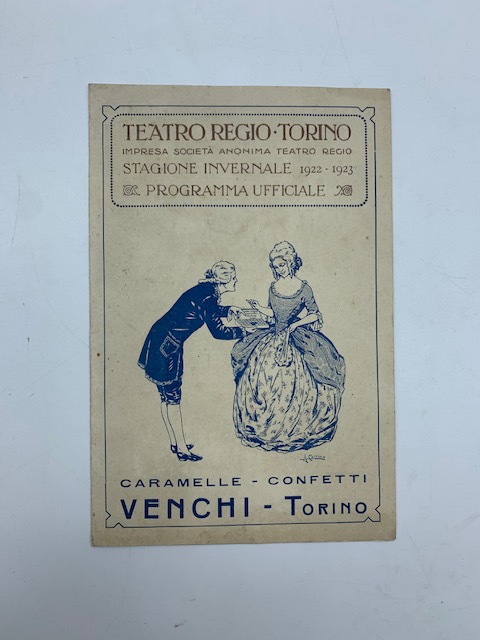 TEATRO REGIO · TORINO
IMPRESA SOCIETÀ ANONIMA TEATRO REGIO
STAGIONE INVERNALE 1922 - 1923
PROGRAMMA UFFICIALE
CARAMELLE - CONFETTI
VENCHI - TORINO